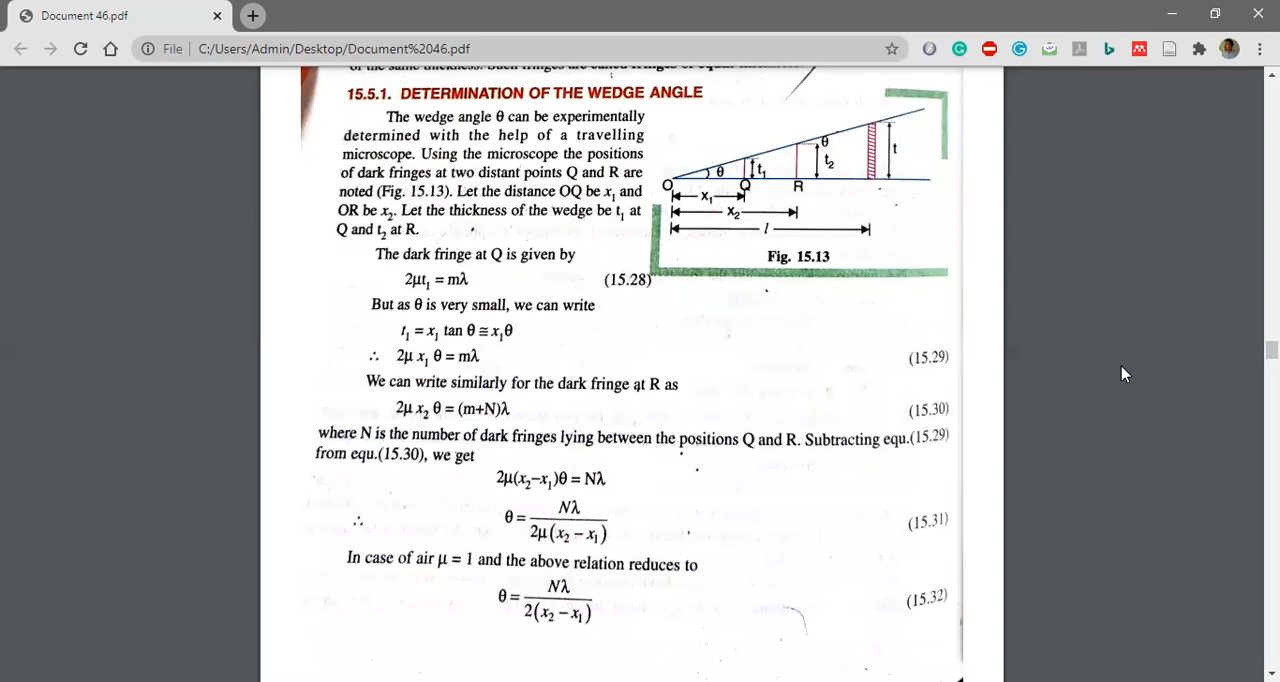 Document 46.pdf
File
C:/Users/Admin/Desktop/Document%2046.pdf
15.5.1. DETERMINATION OF THE WEDGE ANGLE
The wedge angle θ can be experimentally
determined with the help of a travelling
microscope. Using the microscope the positions
of dark fringes at two distant points Q and R are
noted (Fig. 15.13). Let the distance OQ be x₁ and
OR be x₂. Let the thickness of the wedge be t₁ at
Q and t₂ at R.
θ
t₁
θ
t₂
t
O
Q
R
x₁
x₂
l
Fig. 15.13
The dark fringe at Q is given by
2μt₁ = mλ (15.28)
But as θ is very small, we can write
t₁ = x₁ tan θ ≅ x₁θ
∴ 2μ x₁ θ = mλ (15.29)
We can write similarly for the dark fringe at R as
2μ x₂ θ = (m+N)λ (15.30)
where N is the number of dark fringes lying between the positions Q and R. Subtracting equ.(15.29)
from equ.(15.30), we get
2μ(x₂–x₁)θ = Nλ
∴ θ = Nλ / 2μ(x₂ – x₁) (15.31)
In case of air μ = 1 and the above relation reduces to
θ = Nλ / 2(x₂ – x₁) (15.32)